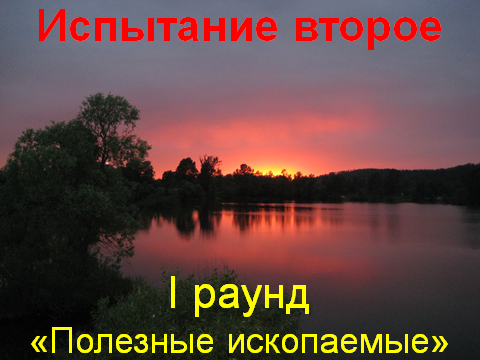 Испытание второе
I раунд
«Полезные ископаемые»